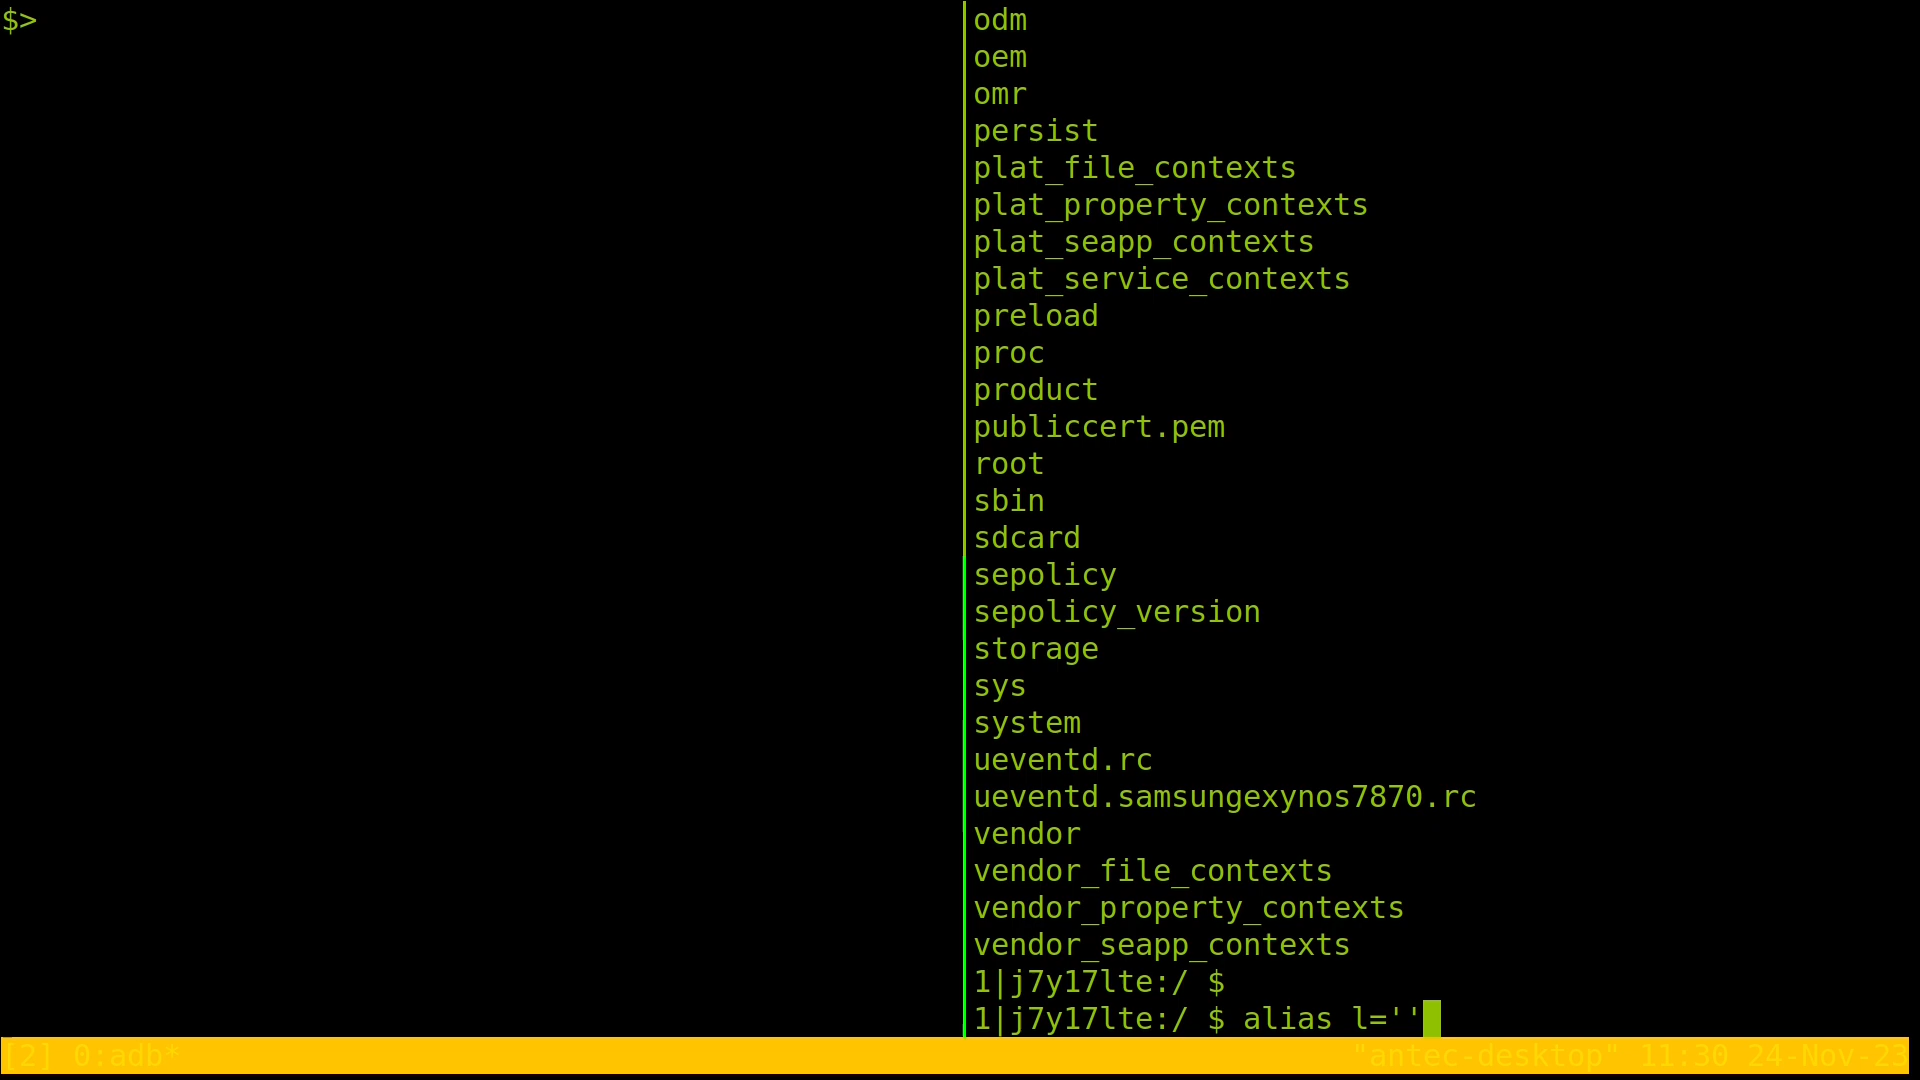 $>
odm
oem
omr
persist
plat_file_contexts
plat_property_contexts
plat_seapp_contexts
plat_service_contexts
preload
proc
product
publiccert.pem
root
sbin
sdcard
sepolicy
sepolicy_version
storage
sys
system
ueventd.rc
ueventd.samsungexynos7870.rc
vendor
vendor_file_contexts
vendor_property_contexts
vendor_seapp_contexts
1|j7y17lte:/ $
1|j7y17lte:/ $ alias l=''
[2] 0:adb* "antec-desktop" 11:30 24-Nov-23